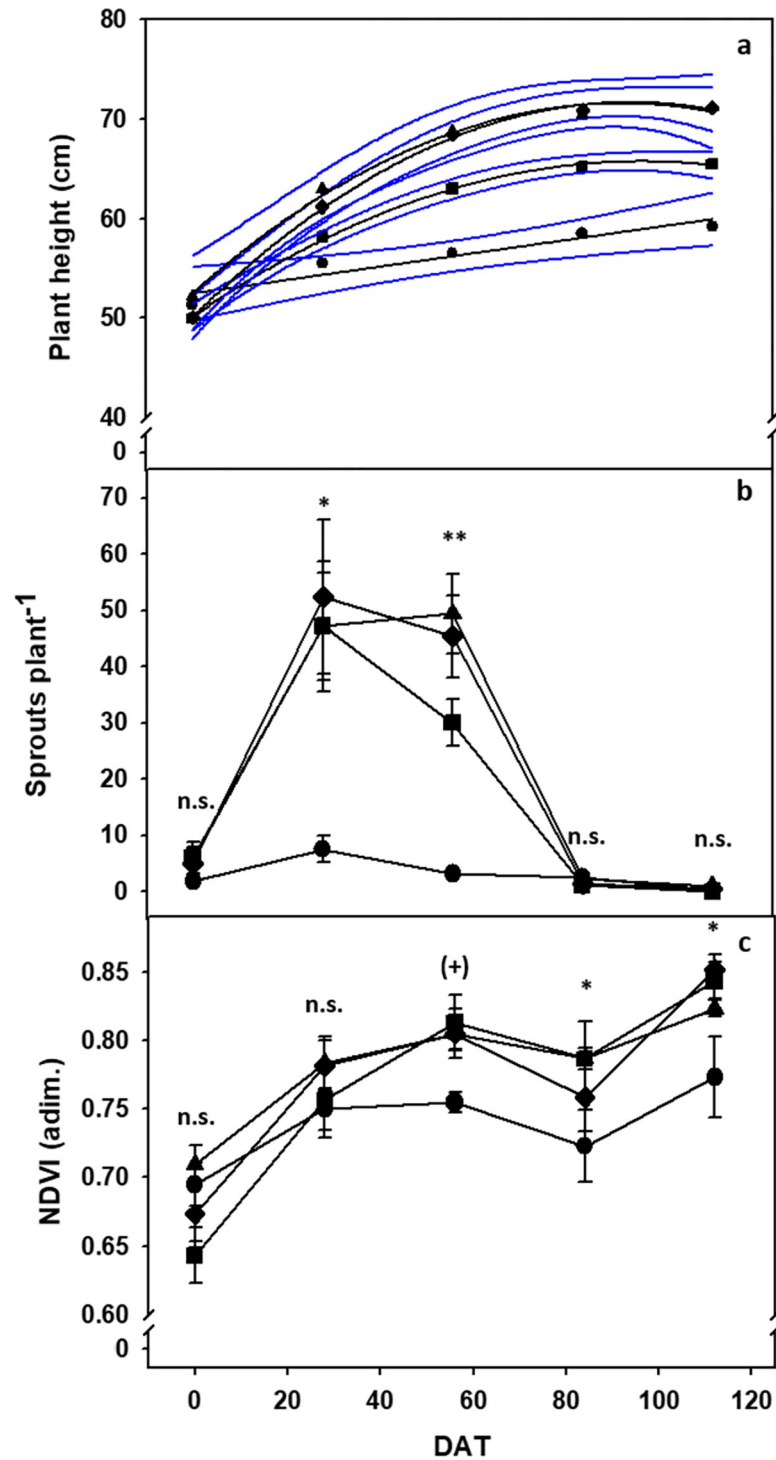 80
a
70
Plant height (cm)
60
50
40
0
b
70
*
**
60
50
Sprouts plant-1
40
30
20
n.s.
n.s.
n.s.
10
0
c
*
0.85
(+)
*
n.s.
0.80
NDVI (adim.)
0.75
n.s.
0.70
0.65
0.60
0
0 20 40 60 80 100 120
DAT